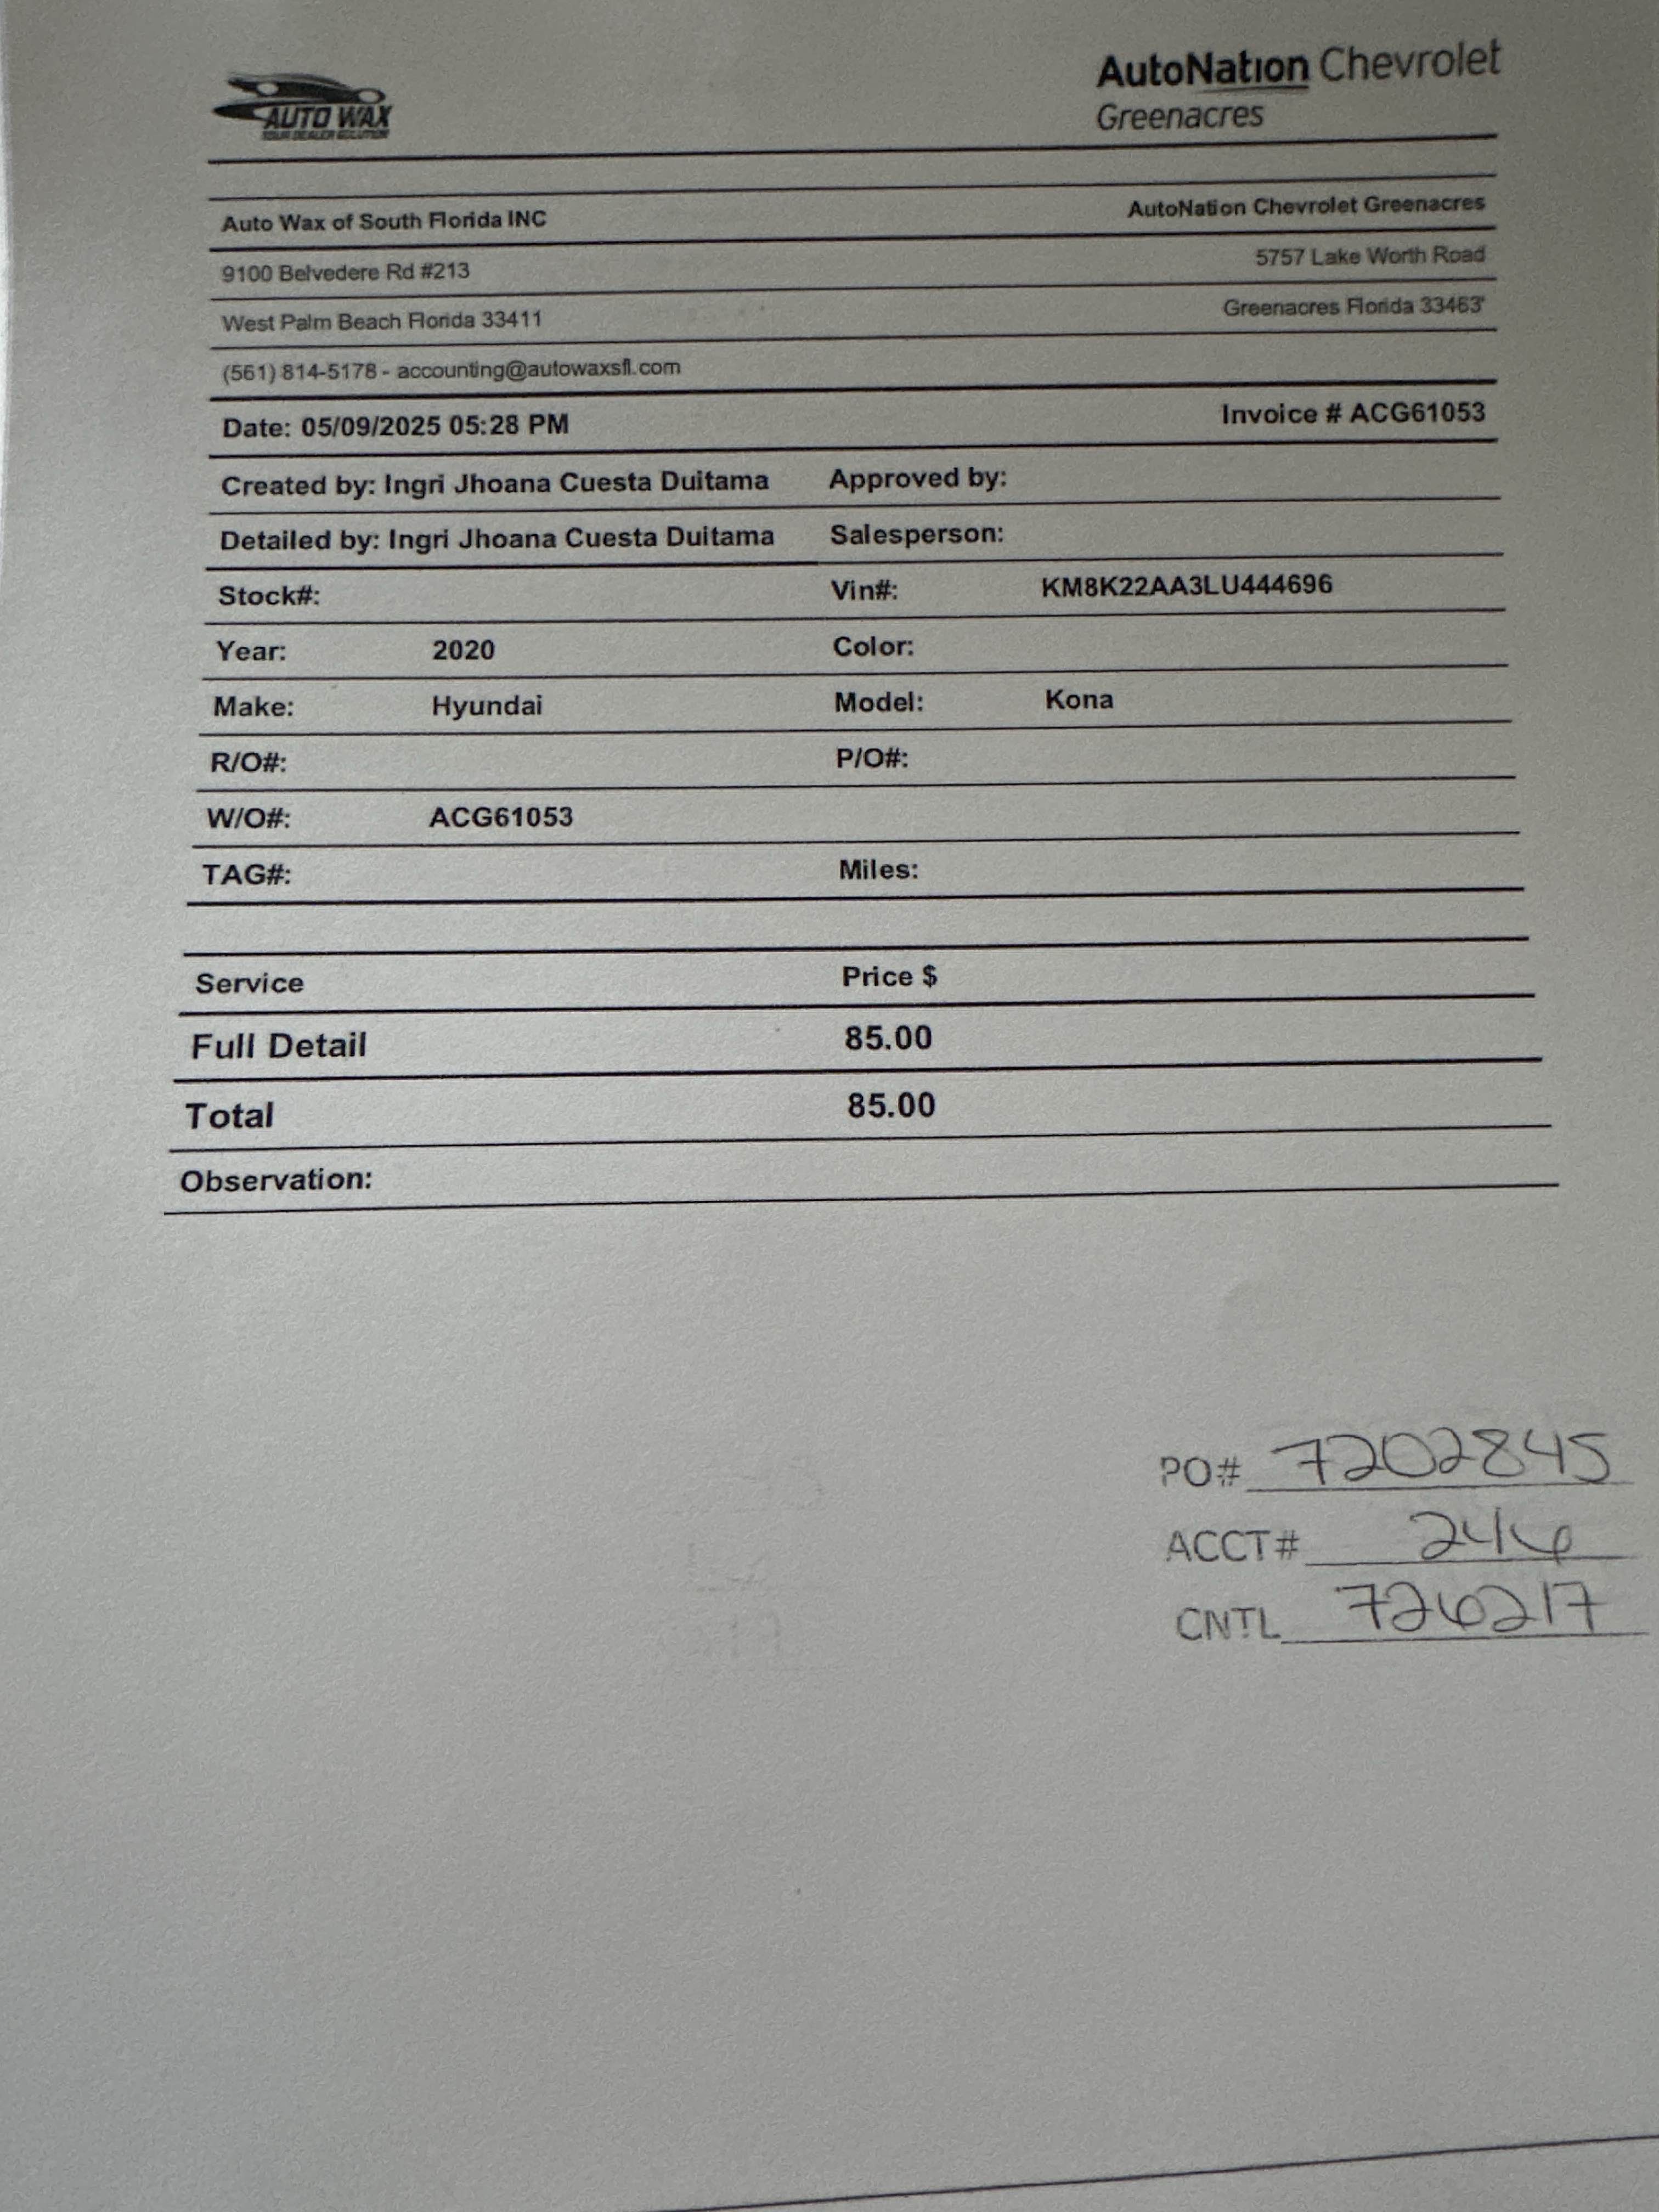 AUTO WAX
YOUR DEALER SOLUTION
AutoNation Chevrolet
Greenacres
Auto Wax of South Florida INC
AutoNation Chevrolet Greenacres
9100 Belvedere Rd #213
5757 Lake Worth Road
West Palm Beach Florida 33411
Greenacres Florida 33463
(561) 814-5178 - accounting@autowaxsfl.com
Date: 05/09/2025 05:28 PM
Invoice # ACG61053
Created by: Ingri Jhoana Cuesta Duitama Approved by:
Detailed by: Ingri Jhoana Cuesta Duitama Salesperson:
Stock#: Vin#: KM8K22AA3LU444696
Year: 2020 Color:
Make: Hyundai Model: Kona
R/O#: P/O#:
W/O#: ACG61053
TAG#: Miles:
Service Price $
Full Detail 85.00
Total 85.00
Observation:
PO# 7202845
ACCT# 246
CNTL 726217